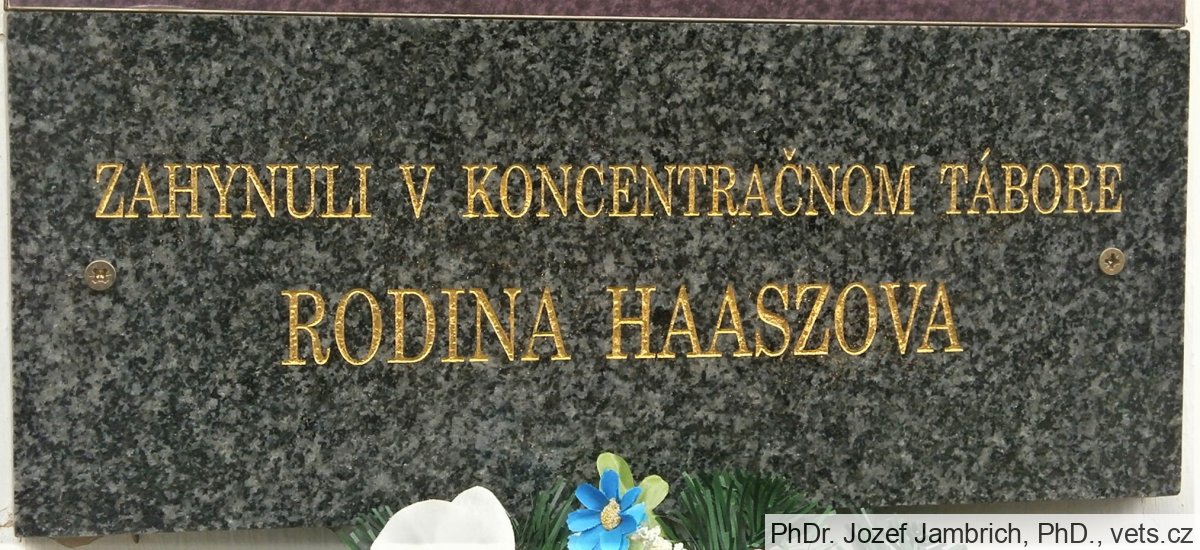 ZAHYNULI V KONCENTRAČNOM TÁBORE
RODINA HAASZOVA
PhDr. Jozef Jambrich, PhD., vets.cz